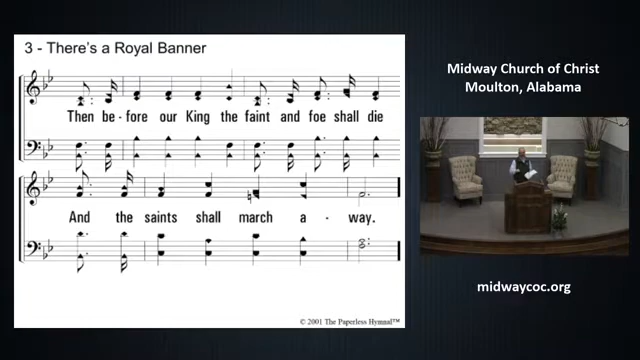 3 - There's a Royal Banner
Then be - fore our King the faint and foe shall die
And the saints shall march a - way.
© 2001 The Paperless Hymnal™
Midway Church of Christ
Moulton, Alabama
midwaycoc.org